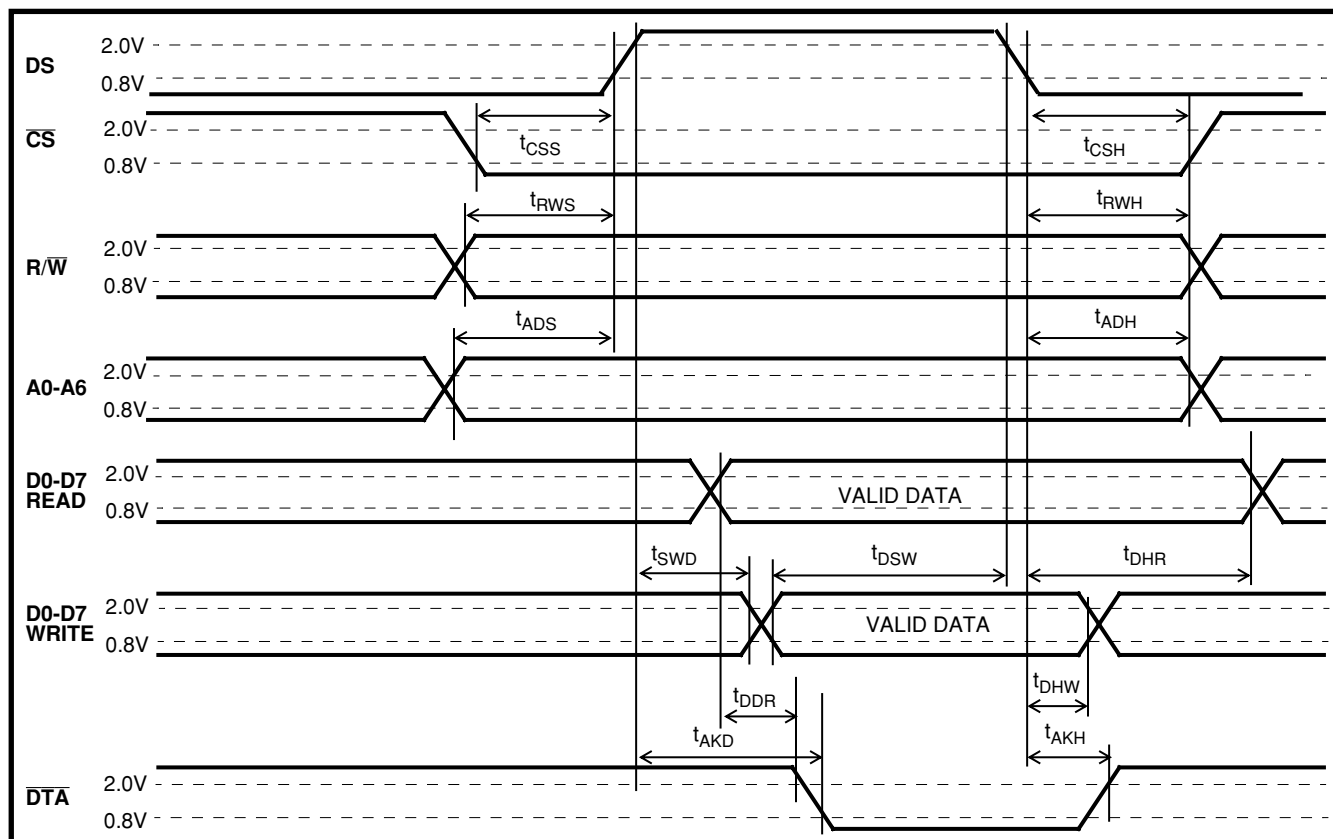 DS 2.0V
0.8V
C̅S̅ 2.0V
0.8V
tCSS
tCSH
tRWS
tRWH
R/W̅ 2.0V
0.8V
tADS
tADH
A0-A6 2.0V
0.8V
D0-D7
READ
2.0V
0.8V
VALID DATA
tSWD
tDSW
tDHR
D0-D7
WRITE
2.0V
0.8V
VALID DATA
tDDR
tDHW
tAKD
tAKH
D̅T̅A̅ 2.0V
0.8V